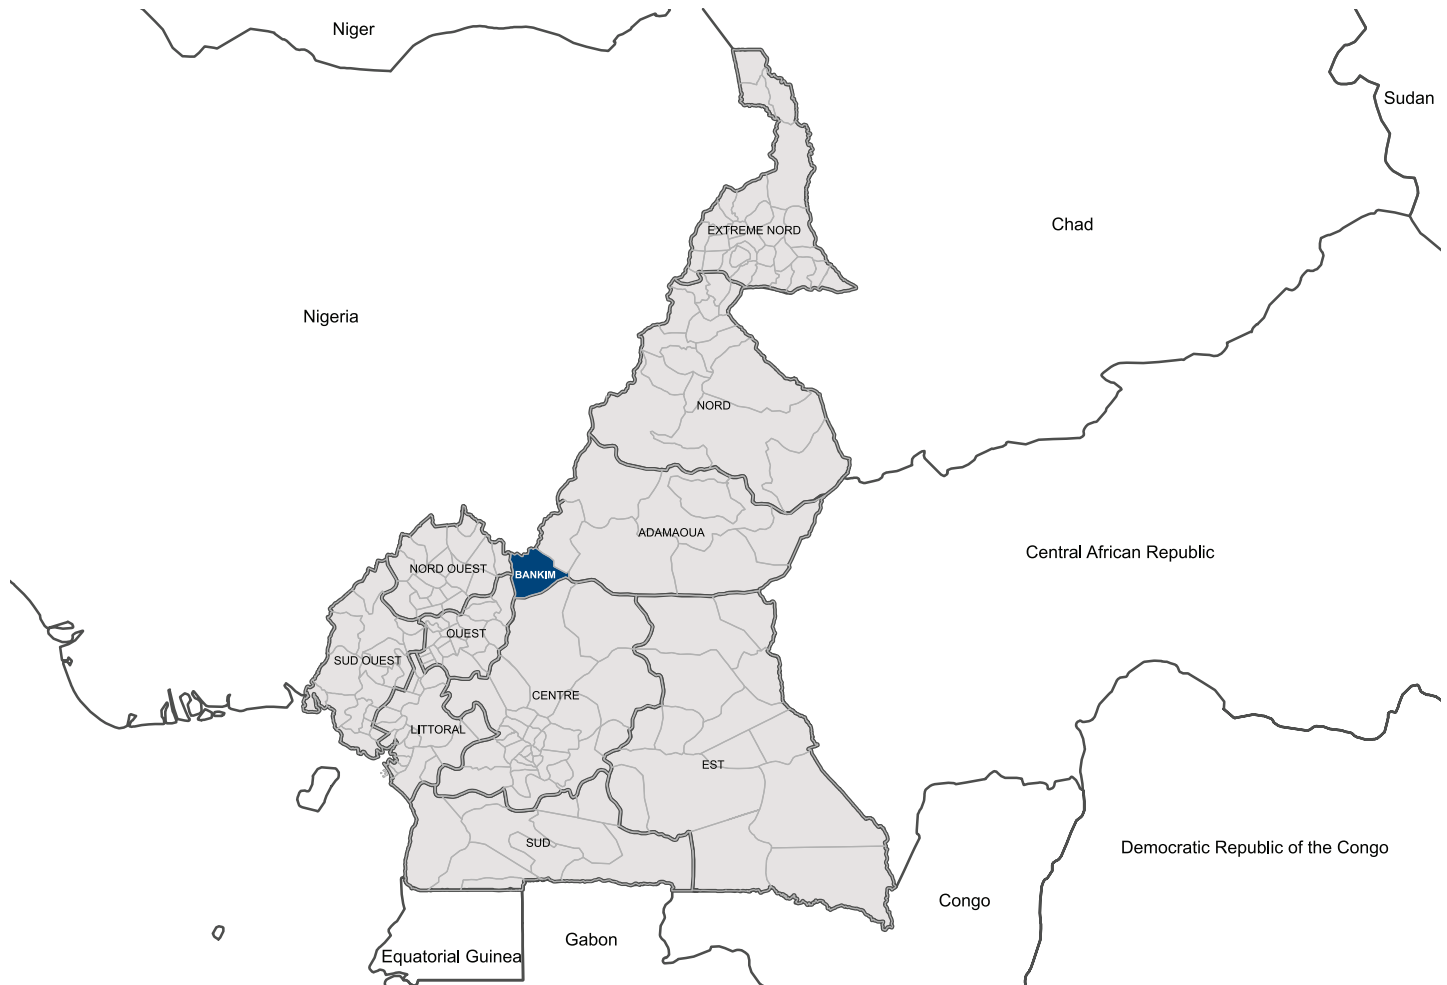 Niger
Sudan
Chad
EXTREME NORD
Nigeria
NORD
ADAMAOUA
Central African Republic
NORD OUEST
BANKIM
OUEST
SUD OUEST
CENTRE
LITTORAL
EST
SUD
Democratic Republic of the Congo
Congo
Gabon
Equatorial Guinea